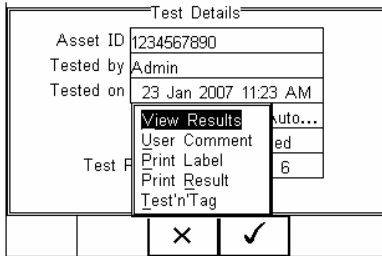 Test Details
Asset ID 1234567890
Tested by Admin
Tested on 23 Jan 2007 11:23 AM
View Results uto...
User Comment ed
Test Print Label 6
Print Result
Test'n'Tag